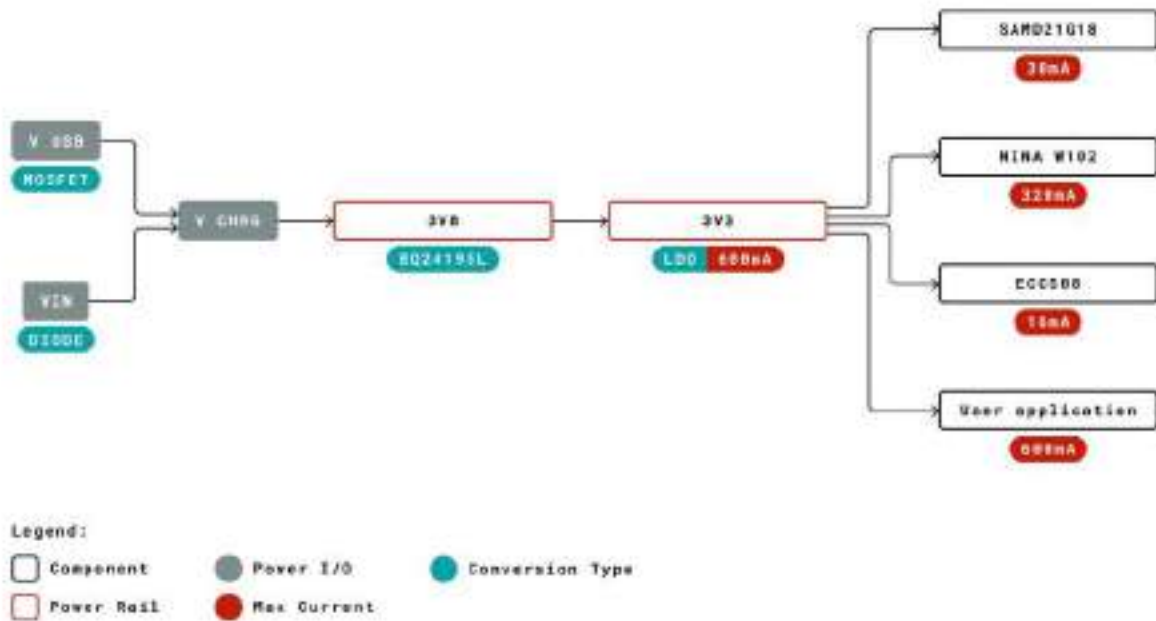 SAMD21G18
30mA
V USB
MOSFET
NINA W102
320mA
V CHRG
3V8
3V3
BQ24195L
LDO 600mA
ECC508
16mA
VIN
DIODE
User application
600mA
Legend:
Component
Power I/O
Conversion Type
Power Rail
Max Current